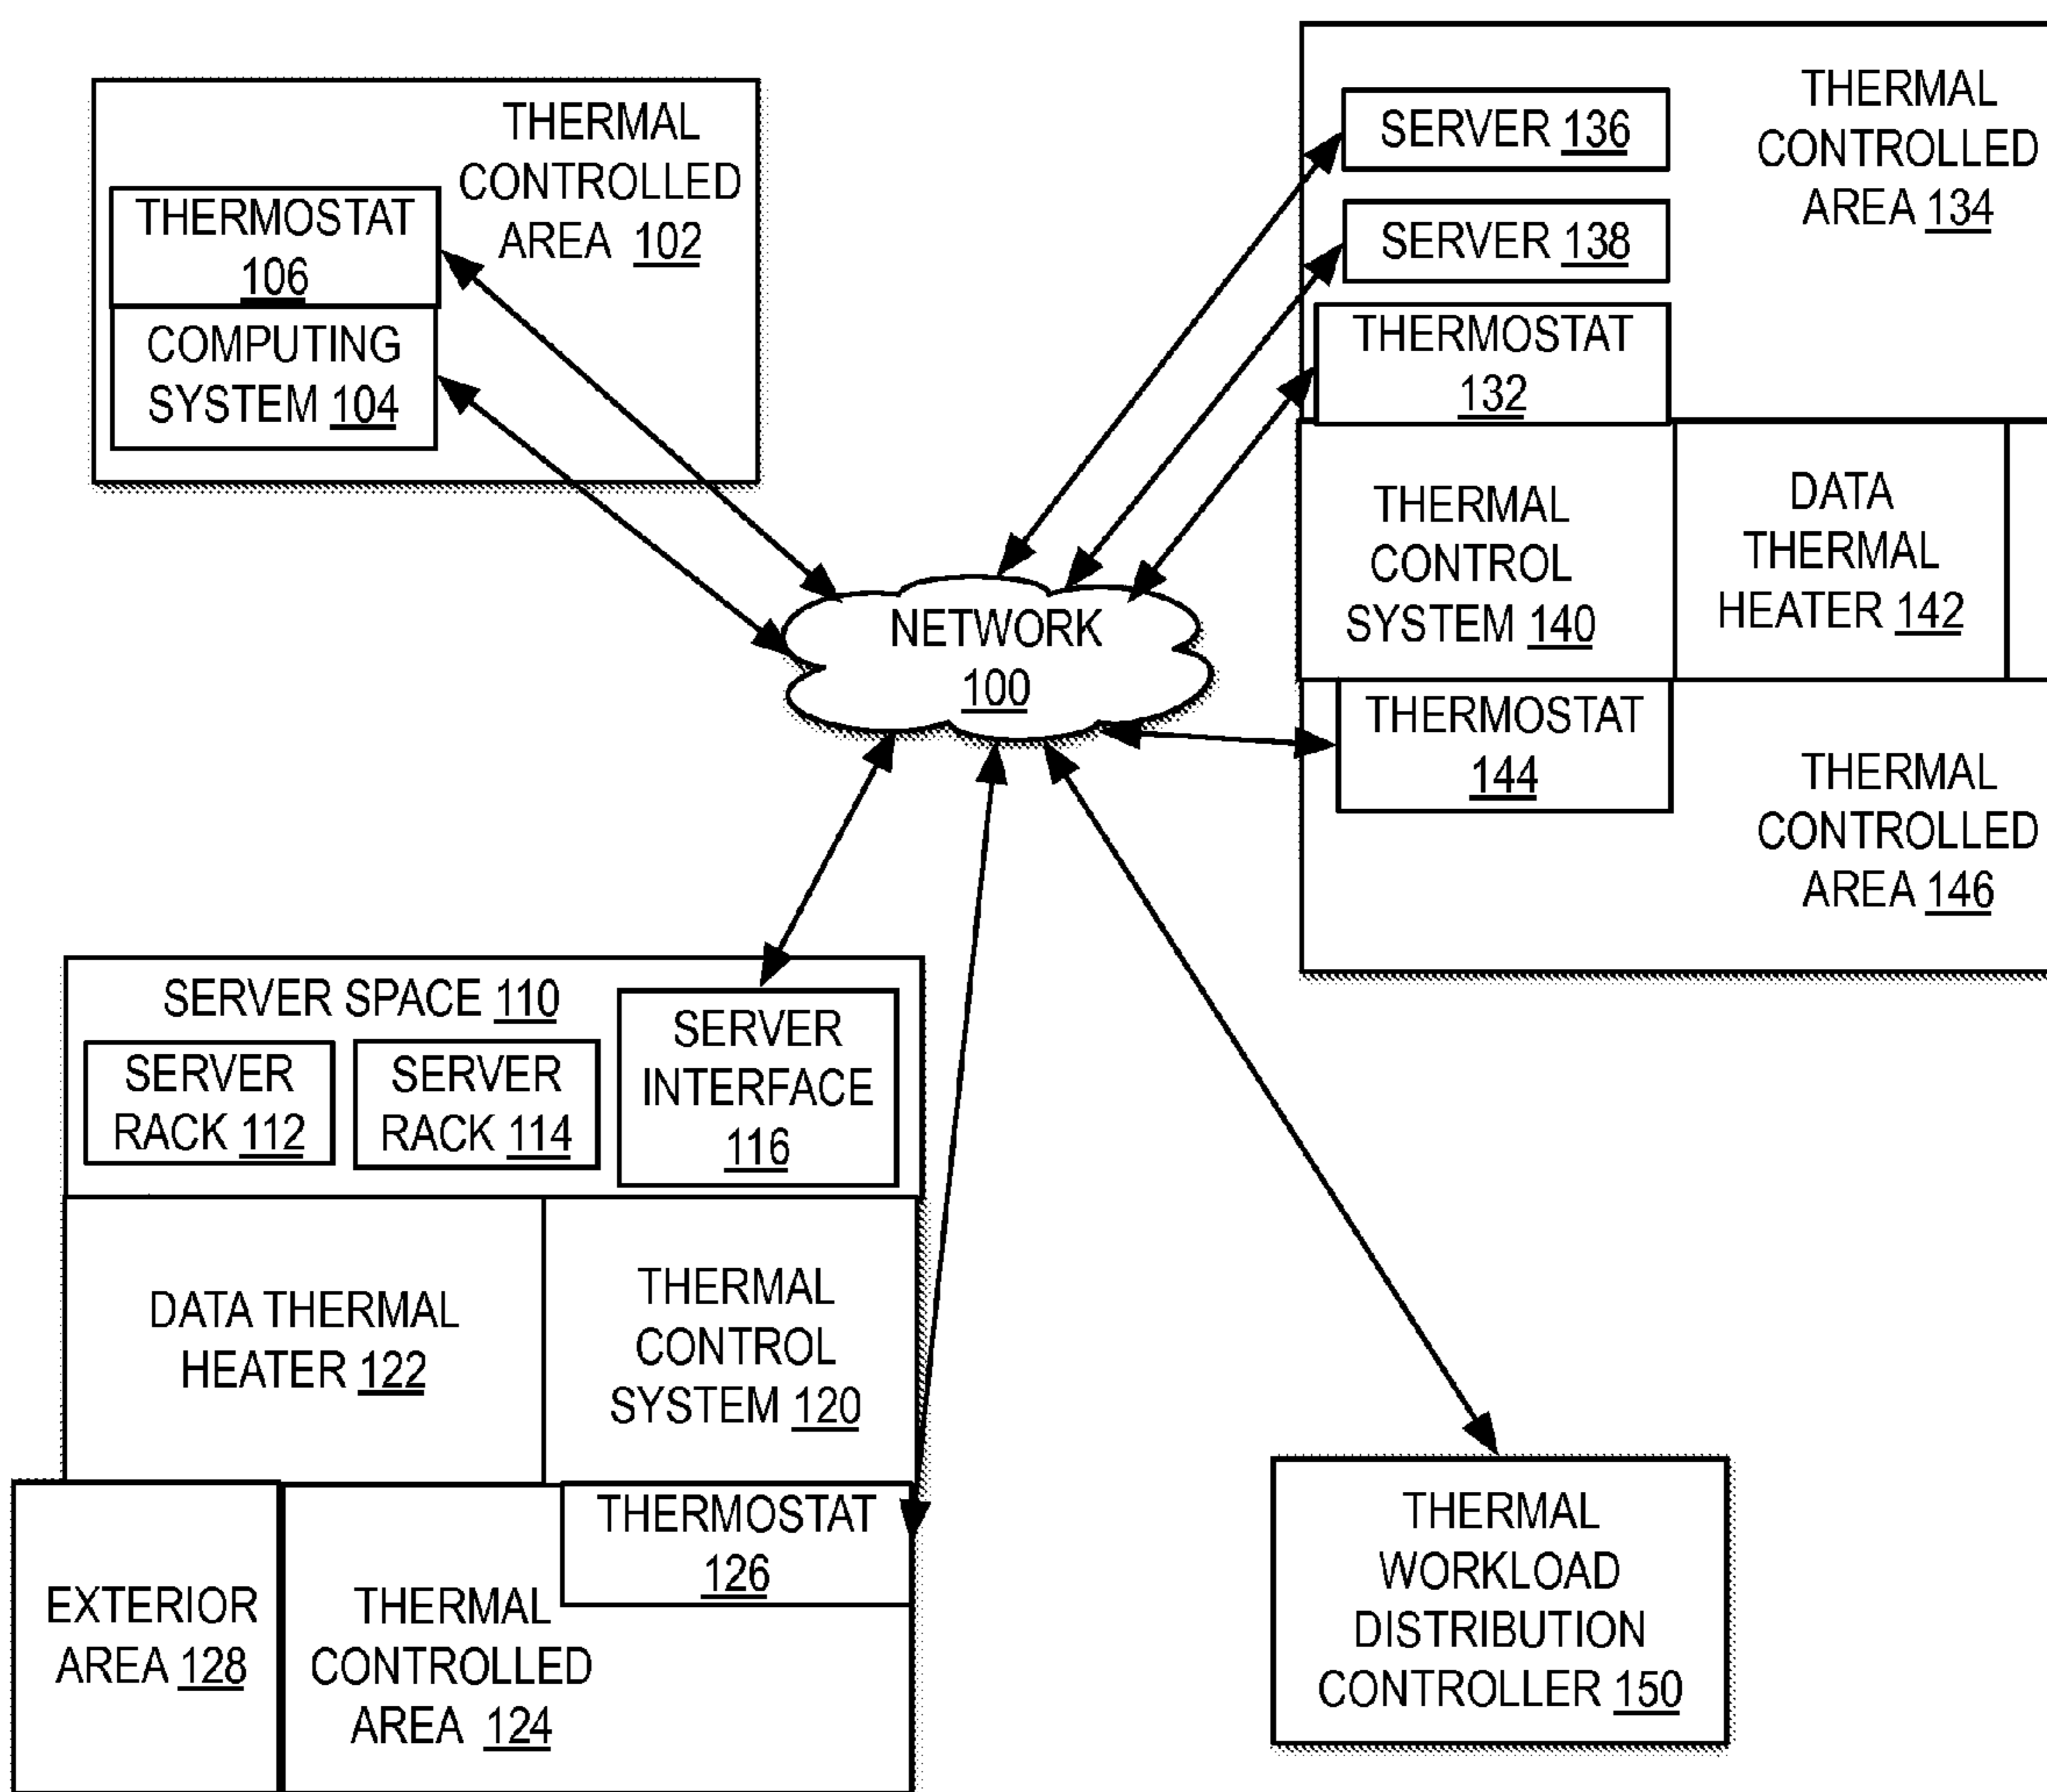 THERMAL
CONTROLLED
AREA 102
THERMOSTAT
106
COMPUTING
SYSTEM 104
SERVER 136
SERVER 138
THERMOSTAT
132
THERMAL
CONTROLLED
AREA 134
THERMAL
CONTROL
SYSTEM 140
DATA
THERMAL
HEATER 142
NETWORK
100
THERMOSTAT
144
THERMAL
CONTROLLED
AREA 146
SERVER SPACE 110
SERVER
RACK 112
SERVER
RACK 114
SERVER
INTERFACE
116
DATA THERMAL
HEATER 122
THERMAL
CONTROL
SYSTEM 120
EXTERIOR
AREA 128
THERMOSTAT
126
THERMAL
CONTROLLED
AREA 124
THERMAL
WORKLOAD
DISTRIBUTION
CONTROLLER 150